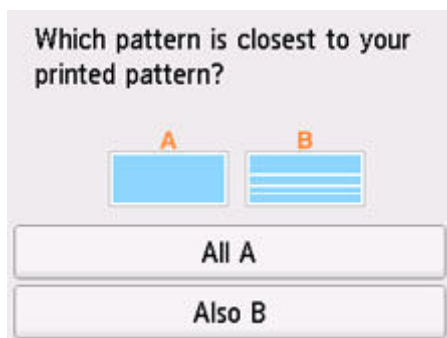 Which pattern is closest to your
printed pattern?
A B
All A
Also B